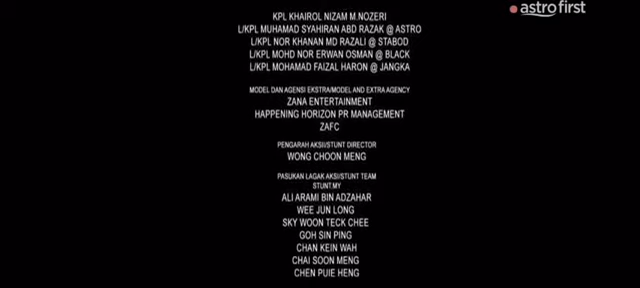 astro first
KPL KHAIROL NIZAM M.NOZERI
L/KPL MUHAMAD SYAHIRAN ABD RAZAK @ ASTRO
L/KPL NOR KHANAN MD RAZALI @ STABOD
L/KPL MOHD NOR ERWAN OSMAN @ BLACK
L/KPL MOHAMAD FAIZAL HARON @ JANGKA
MODEL DAN AGENSI EKSTRA/MODEL AND EXTRA AGENCY
ZANA ENTERTAINMENT
HAPPENING HORIZON PR MANAGEMENT
ZAFC
PENGARAH AKSI/STUNT DIRECTOR
WONG CHOON MENG
PASUKAN LAGAK AKSI/STUNT TEAM
STUNT.MY
ALI ARAMI BIN ADZAHAR
WEE JUN LONG
SKY WOON TECK CHEE
GOH SIN PING
CHAN KEIN WAH
CHAI SOON MENG
CHEN PUIE HENG